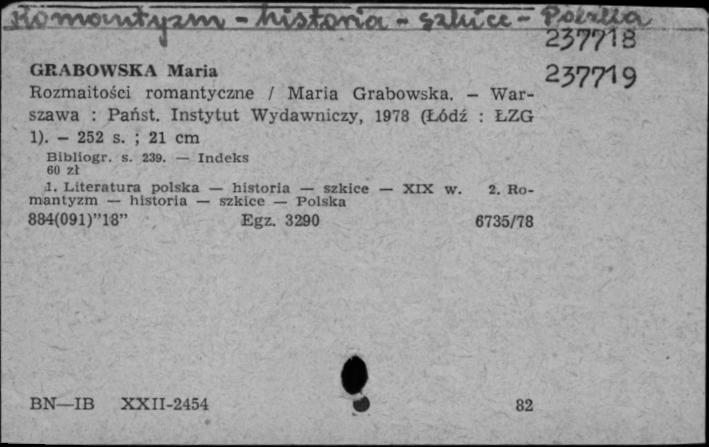 Romantyzm - historia - szkice - Polska
237718
GRABOWSKA Maria
237719
Rozmaitości romantyczne / Maria Grabowska. — War-
szawa : Państ. Instytut Wydawniczy, 1978 (Łódź : ŁZG
1). — 252 s. ; 21 cm
Bibliogr. s. 239. — Indeks
60 zł
1. Literatura polska — historia — szkice — XIX w. 2. Ro-
mantyzm — historia — szkice — Polska
884(091)"18" Egz. 3290 6735/78
BN—IB XXII-2454 82